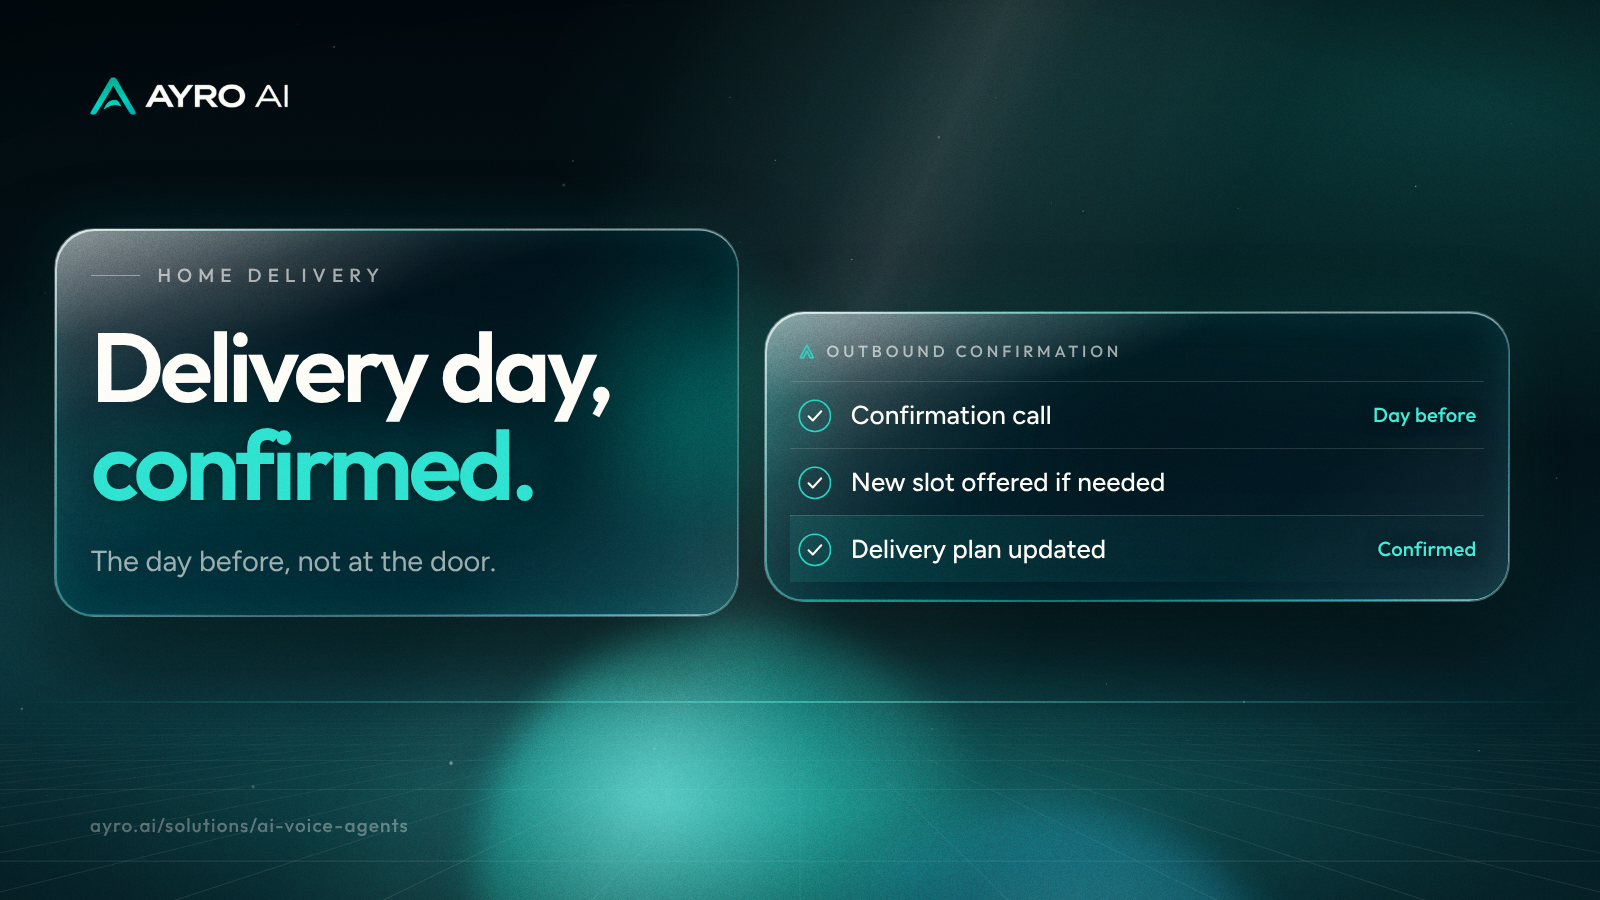 AYRO AI
HOME DELIVERY
Delivery day,
confirmed.
The day before, not at the door.
OUTBOUND CONFIRMATION
Confirmation call Day before
New slot offered if needed
Delivery plan updated Confirmed
ayro.ai/solutions/ai-voice-agents